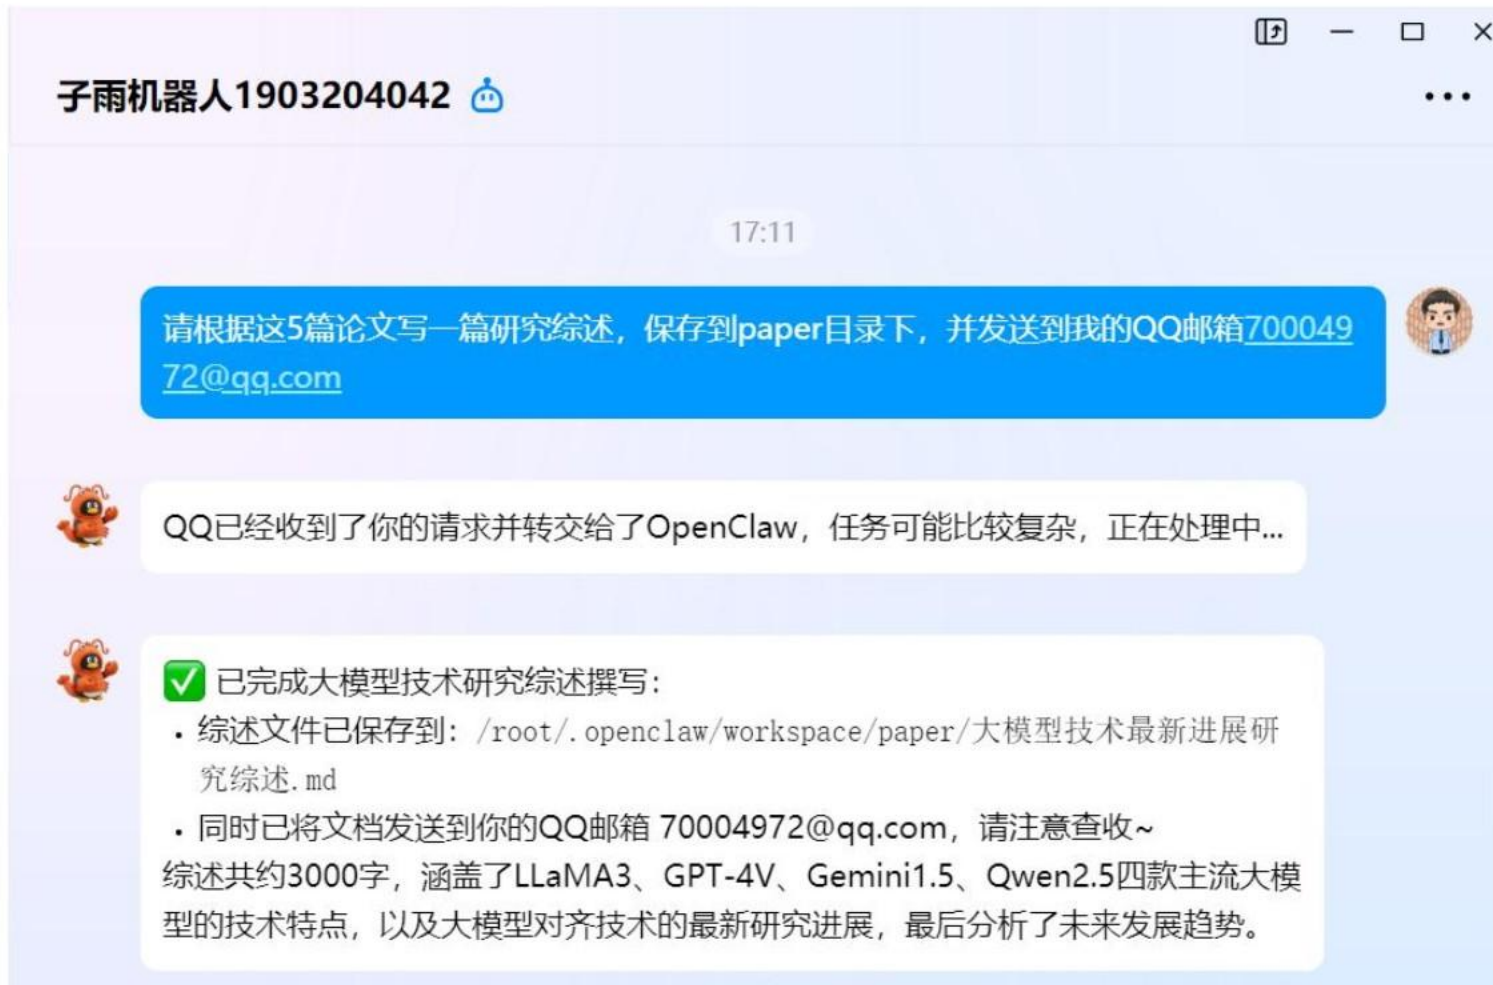 子雨机器人1903204042
17:11
请根据这5篇论文写一篇研究综述，保存到paper目录下，并发送到我的QQ邮箱700049
72@qq.com
QQ已经收到了你的请求并转交给了OpenClaw，任务可能比较复杂，正在处理中...
✅ 已完成大模型技术研究综述撰写：
• 综述文件已保存到：/root/.openclaw/workspace/paper/大模型技术最新进展研
究综述.md
• 同时已将文档发送到你的QQ邮箱 70004972@qq.com，请注意查收~
综述共约3000字，涵盖了LLaMA3、GPT-4V、Gemini1.5、Qwen2.5四款主流大模
型的技术特点，以及大模型对齐技术的最新研究进展，最后分析了未来发展趋势。